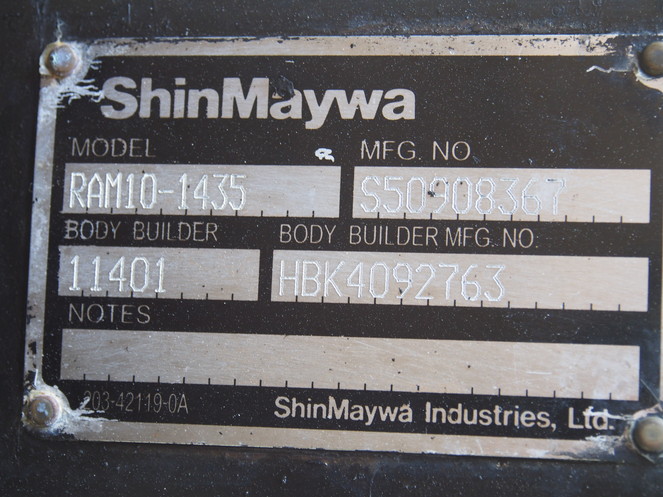 ShinMaywa
MODEL MFG. NO
RAM10-1435 S50908367
BODY BUILDER BODY BUILDER MFG. NO.
11401 HBK4092763
NOTES
203-42119-0A ShinMaywa Industries, Ltd.